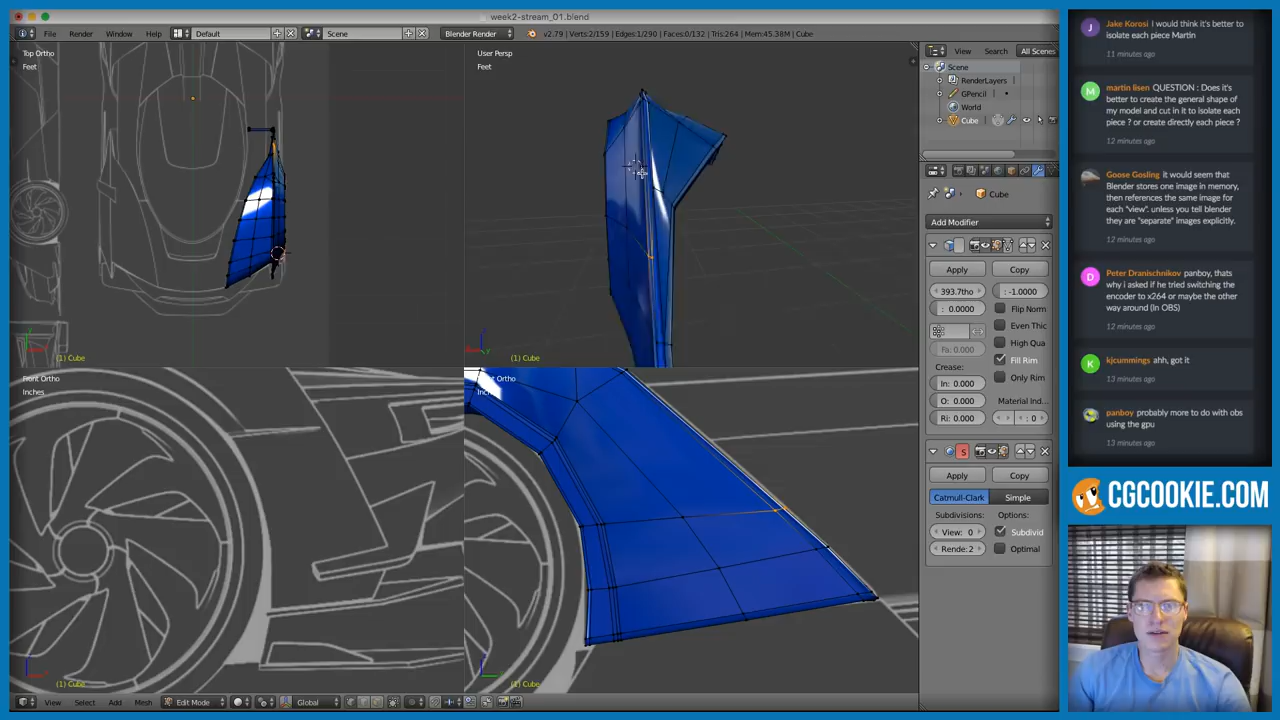 week2-stream_01.blend
File Render Window Help Default Scene Blender Render v2.79 | Verts:2/159 | Edges:1/290 | Faces:0/132 | Tris:264 | Mem:45.38M | Cube
Top Ortho
Feet
(1) Cube
User Persp
Feet
(1) Cube
Front Ortho
Inches
(1) Cube
Ortho
(1) Cube
View Select Add Mesh Edit Mode Global
View Search All Scenes
Scene
RenderLayers
GPencil
World
Cube
Cube
Add Modifier
Apply Copy
393.7tho : -1.0000
: 0.0000 Flip Norm
Even Thic
High Qua
Fa: 0.000 Fill Rim
Crease: Only Rim
In: 0.000 Material Ind...
O: 0.000 : 0
Ri: 0.000 : 0
S
Apply Copy
Catmull-Clark Simple
Subdivisions: Options:
View: 0 Subdivid
Rende: 2 Optimal
Jake Korosi I would think it's better to isolate each piece Martin
11 minutes ago
martin lisen QUESTION : Does it's better to create the general shape of my model and cut in it to isolate each piece ? or create directly each piece ?
12 minutes ago
Goose Gosling it would seem that Blender stores one image in memory, then references the same image for each "view". unless you tell blender they are "separate" images explicitly.
12 minutes ago
Peter Dranischnikov panboy, thats why i asked if he tried switching the encoder to x264 or maybe the other way around (In OBS)
12 minutes ago
kjcummings ahh, got it
13 minutes ago
panboy probably more to do with obs using the gpu
13 minutes ago
CGCOOKIE.COM